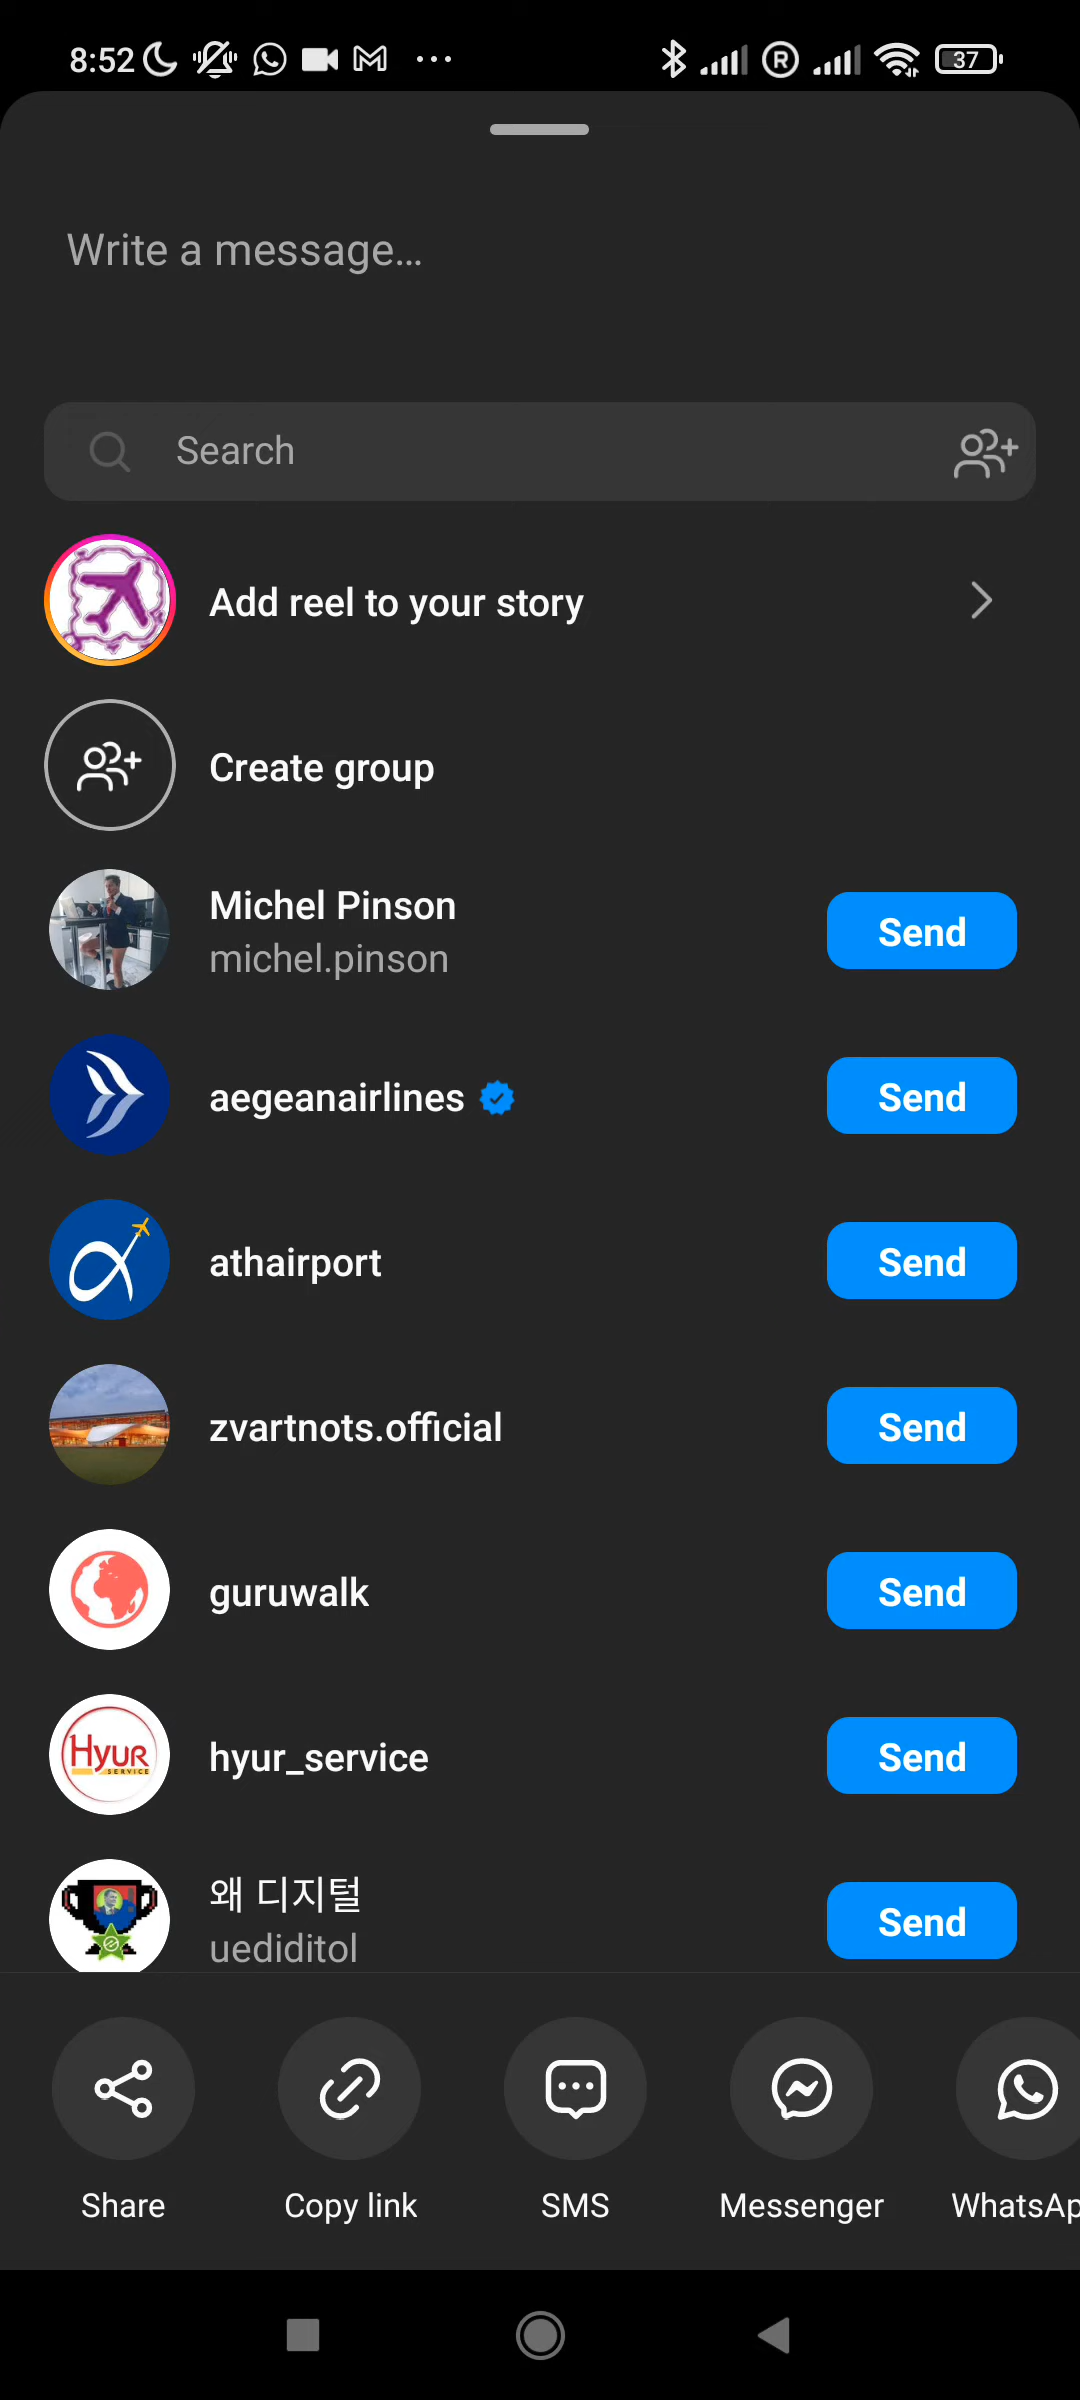 8:52
37
Write a message…
Search
Add reel to your story
Create group
Michel Pinson
michel.pinson
Send
aegeanairlines
Send
athairport
Send
zvartnots.official
Send
guruwalk
Send
HYUR
SERVICE
hyur_service
Send
왜 디지털
uediditol
Send
Share
Copy link
SMS
Messenger
WhatsAp